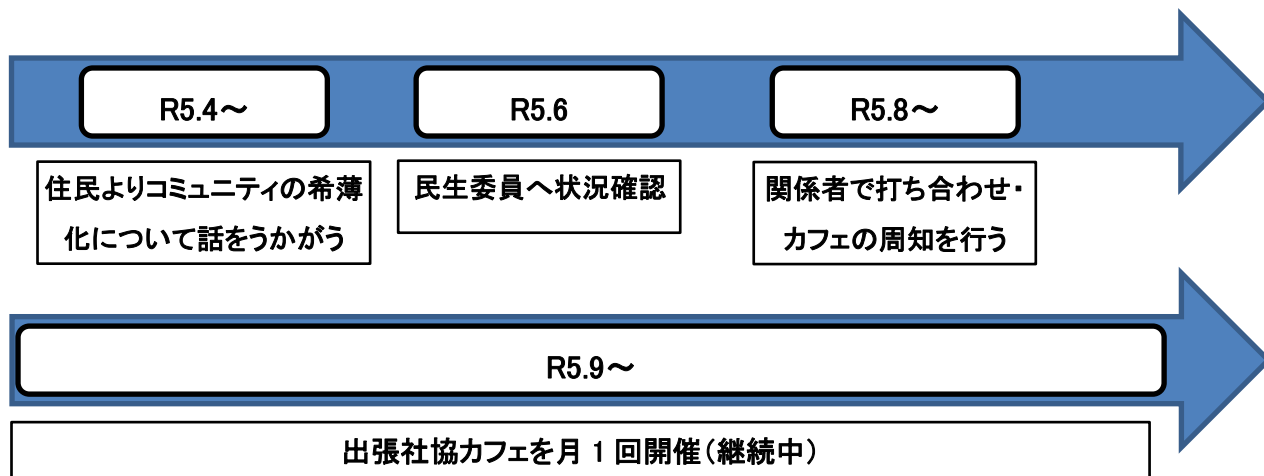 R5.4~
R5.6
R5.8~
住民よりコミュニティの希薄
化について話をうかがう
民生委員へ状況確認
関係者で打ち合わせ・
カフェの周知を行う
R5.9~
出張社協カフェを月1回開催(継続中)